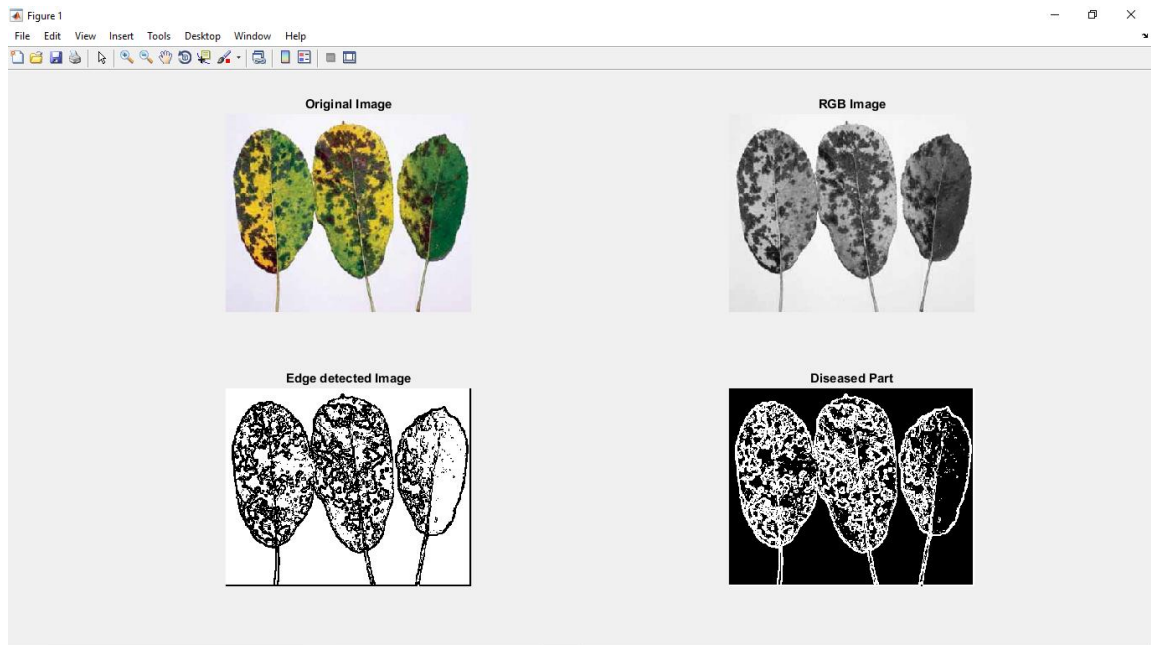 Figure 1
File Edit View Insert Tools Desktop Window Help
Original Image
RGB Image
Edge detected Image
Diseased Part